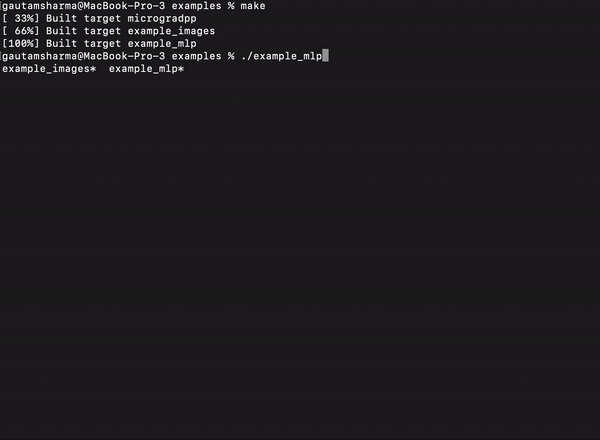 [gautamsharma@MacBook-Pro-3 examples % make
[ 33%] Built target microgradpp
[ 66%] Built target example_images
[100%] Built target example_mlp
[gautamsharma@MacBook-Pro-3 examples % ./example_mlp
example_images*  example_mlp*